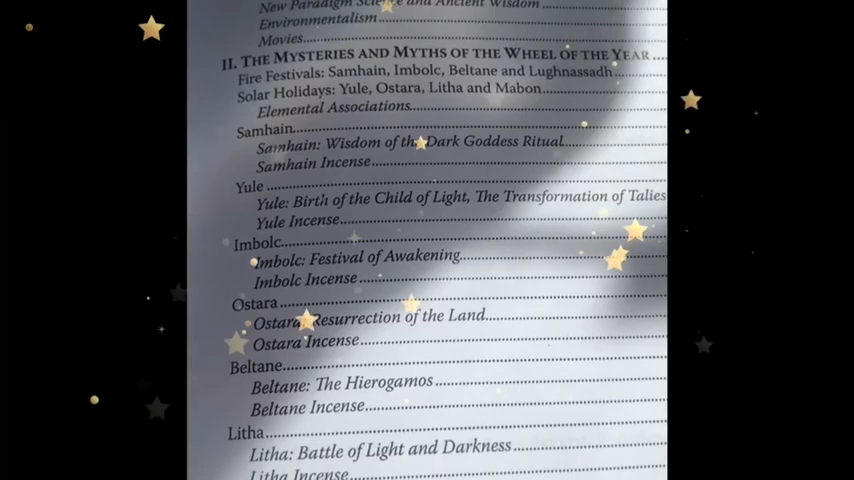 New Paradigm Science and Ancient Wisdom
Environmentalism
Movies
II. THE MYSTERIES AND MYTHS OF THE WHEEL OF THE YEAR
Fire Festivals: Samhain, Imbolc, Beltane and Lughnassadh
Solar Holidays: Yule, Ostara, Litha and Mabon
Elemental Associations
Samhain
Samhain: Wisdom of the Dark Goddess Ritual
Samhain Incense
Yule
Yule: Birth of the Child of Light, The Transformation of Talies
Yule Incense
Imbolc
Imbolc: Festival of Awakening
Imbolc Incense
Ostara
Ostara: Resurrection of the Land
Ostara Incense
Beltane
Beltane: The Hierogamos
Beltane Incense
Litha
Litha: Battle of Light and Darkness
Litha Incense